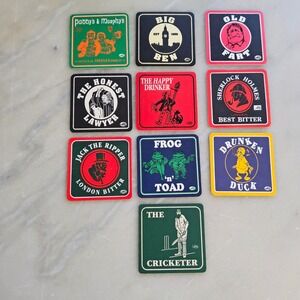 Paddy's & Murphy's
BIG
BEN
OLD
FART
THE HONEST
LAWYER
THE HAPPY
DRINKER
SHERLOCK HOLMES
BEST BITTER
JACK THE RIPPER
LONDON BITTER
FROG
'n'
TOAD
DRUNKEN
DUCK
THE
CRICKETER